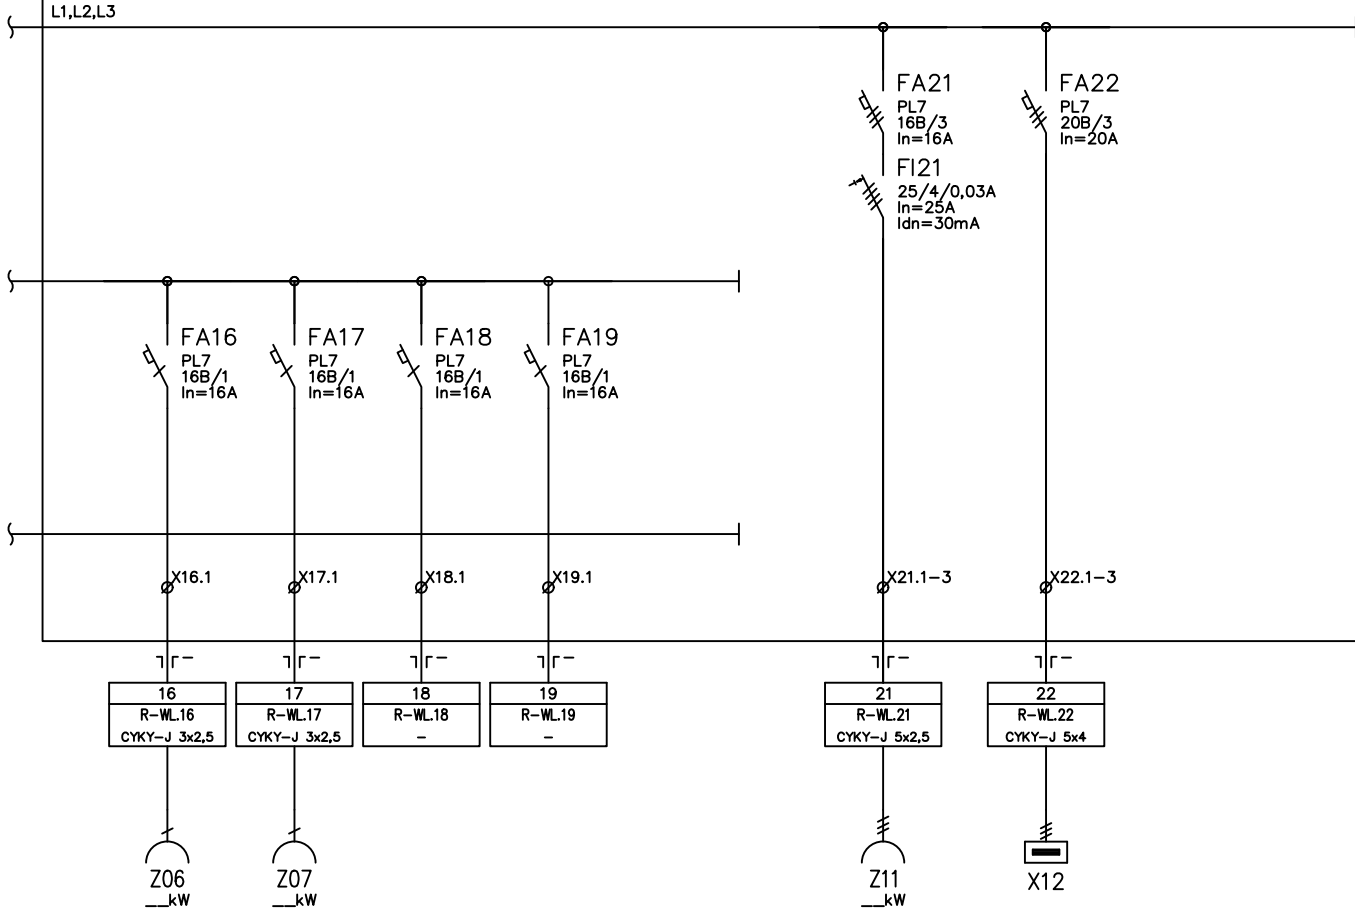 L1,L2,L3
FA21
PL7
16B/3
In=16A
FI21
25/4/0,03A
In=25A
Idn=30mA
FA22
PL7
20B/3
In=20A
FA16
PL7
16B/1
In=16A
FA17
PL7
16B/1
In=16A
FA18
PL7
16B/1
In=16A
FA19
PL7
16B/1
In=16A
X16.1
X17.1
X18.1
X19.1
X21.1-3
X22.1-3
16
R-WL.16
CYKY-J 3x2,5
17
R-WL.17
CYKY-J 3x2,5
18
R-WL.18
-
19
R-WL.19
-
21
R-WL.21
CYKY-J 5x2,5
22
R-WL.22
CYKY-J 5x4
Z06
__kW
Z07
__kW
Z11
__kW
X12